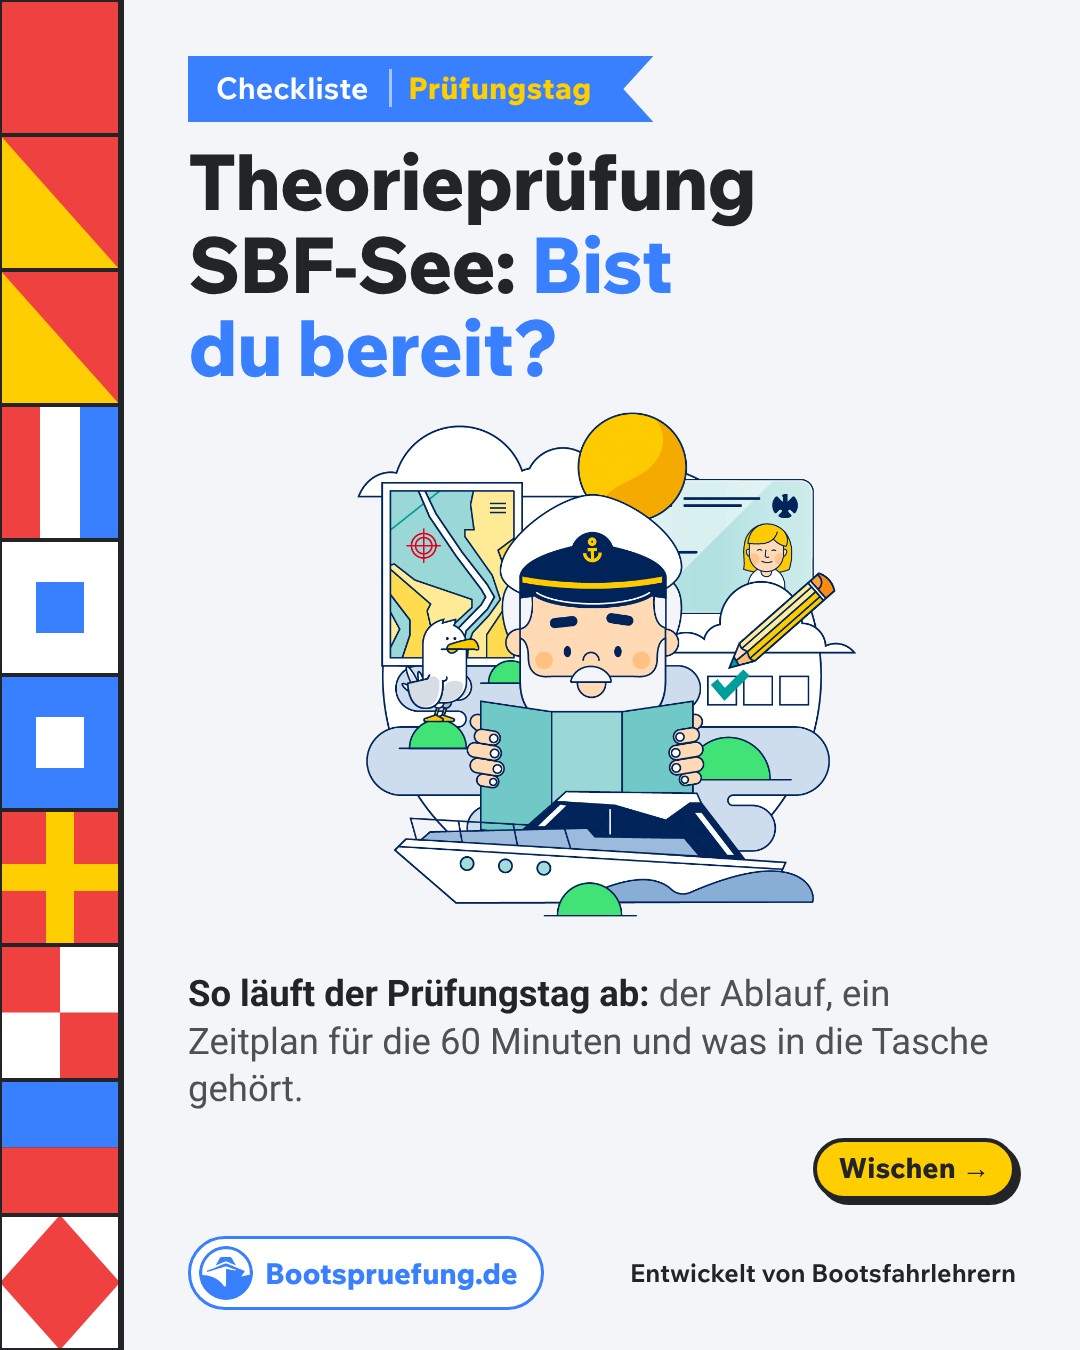 Checkliste | Prüfungstag
Theorieprüfung
SBF-See: Bist
du bereit?
So läuft der Prüfungstag ab: der Ablauf, ein
Zeitplan für die 60 Minuten und was in die Tasche
gehört.
Wischen →
Bootspruefung.de
Entwickelt von Bootsfahrlehrern